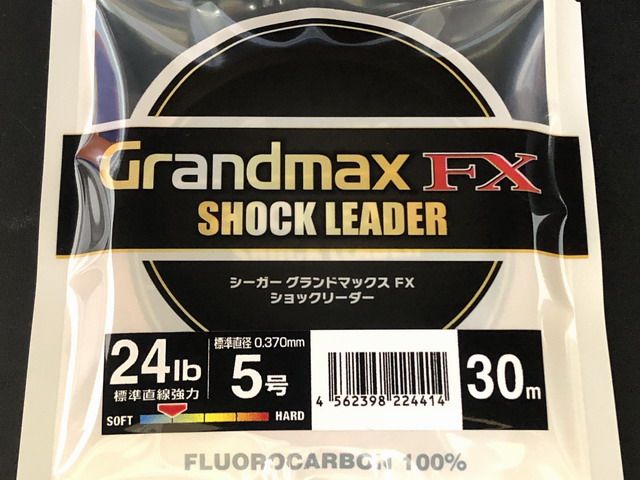 Grandmax FX
SHOCK LEADER
シーガー グランドマックス FX
ショックリーダー
24lb
標準直線強力
標準直径 0.370mm
5号
4 562398 224414
30m
SOFT
HARD
FLUOROCARBON 100%